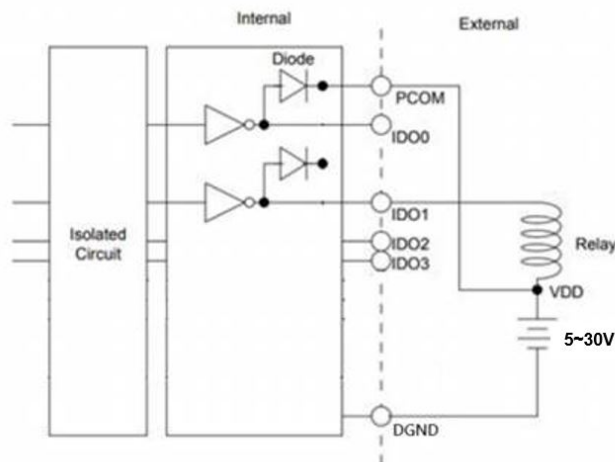 Internal
External
Diode
PCOM
IDO0
IDO1
Isolated
Circuit
IDO2
IDO3
Relay
VDD
5~30V
DGND